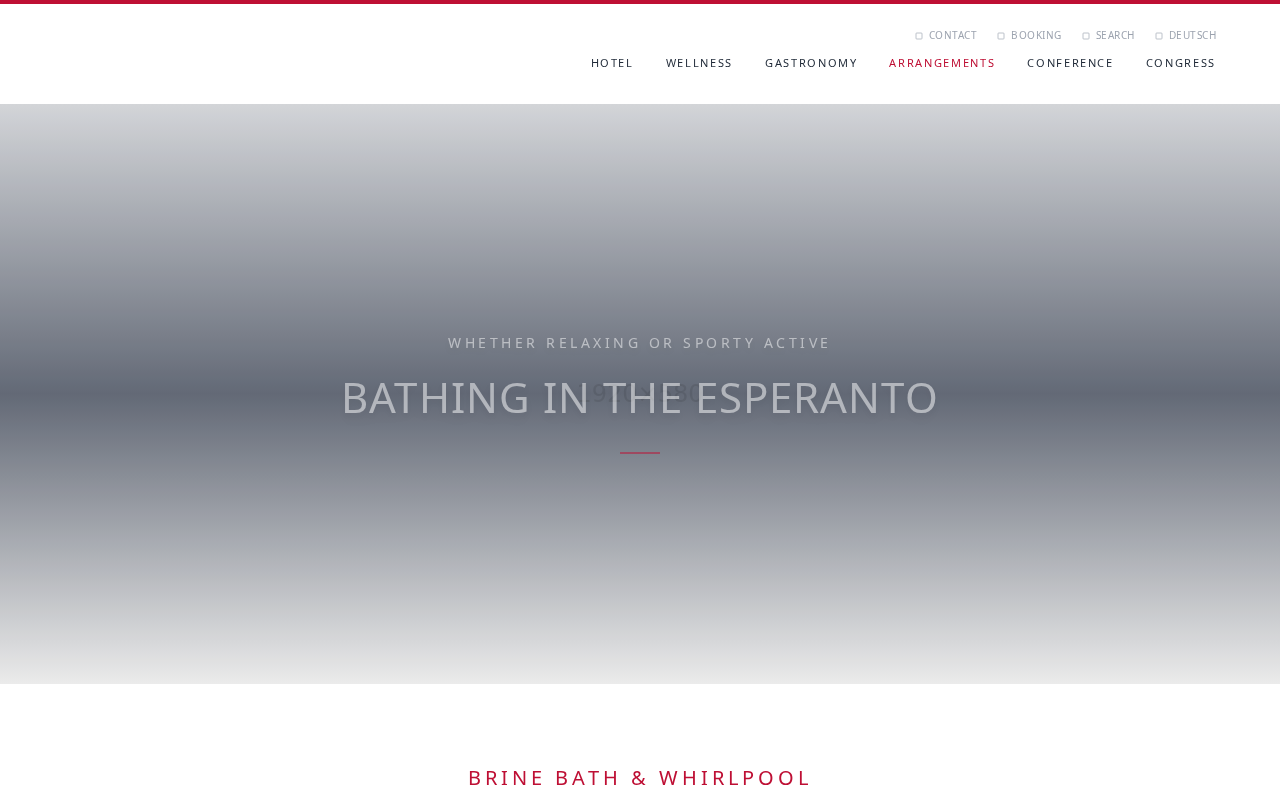 CONTACT BOOKING SEARCH DEUTSCH
HOTEL WELLNESS GASTRONOMY ARRANGEMENTS CONFERENCE CONGRESS
WHETHER RELAXING OR SPORTY ACTIVE
BATHING IN THE ESPERANTO
BRINE BATH & WHIRLPOOL